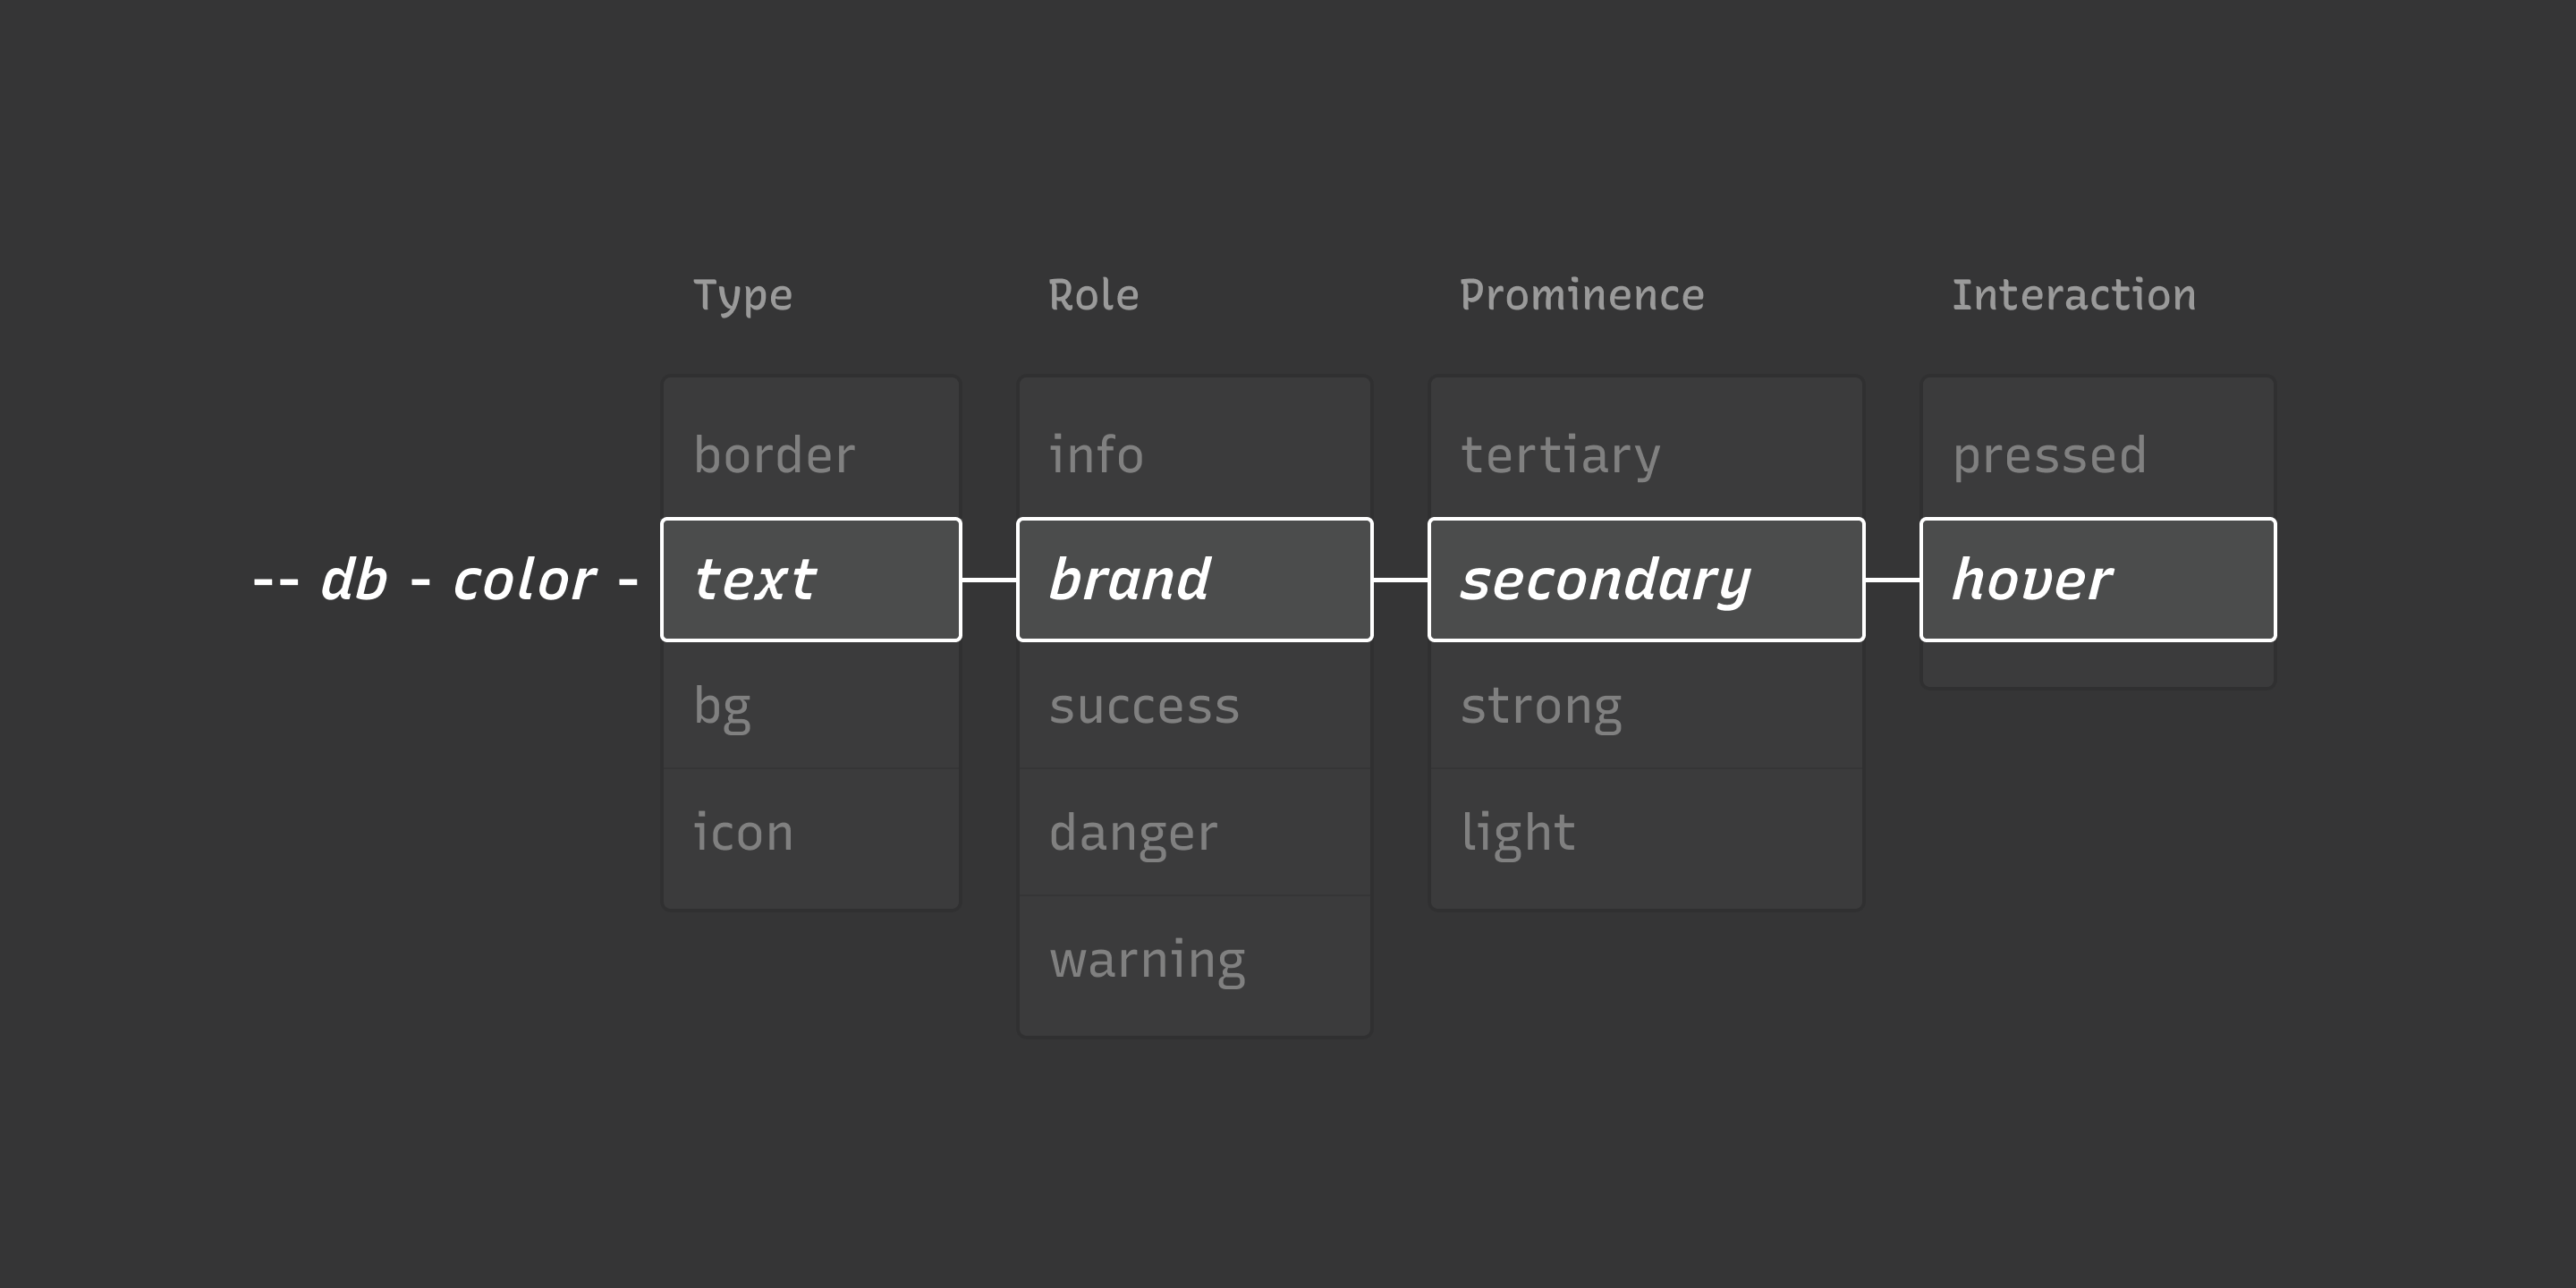 Type Role Prominence Interaction
border info tertiary pressed
-- db - color - text brand secondary hover
bg success strong
icon danger light
warning